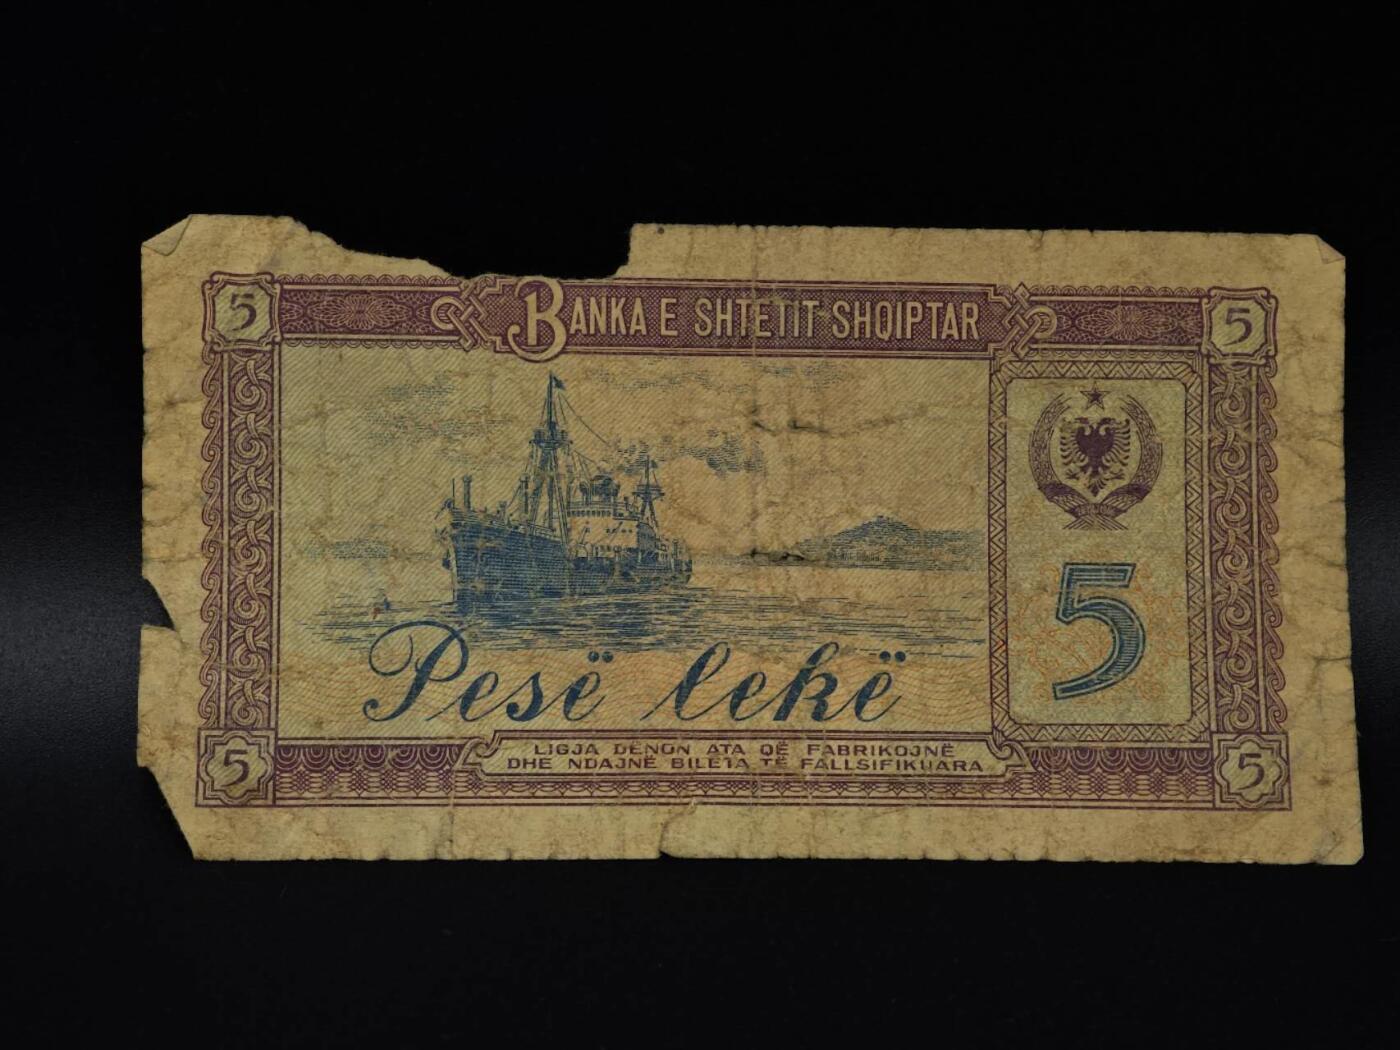 5 BANKA E SHTETIT SHQIPTAR 5
5
Pesë lekë
5 LIGJA DËNON ATA QË FABRIKOJNË 5
DHE NDAJNË BILETA TË FALLSIFIKUARA